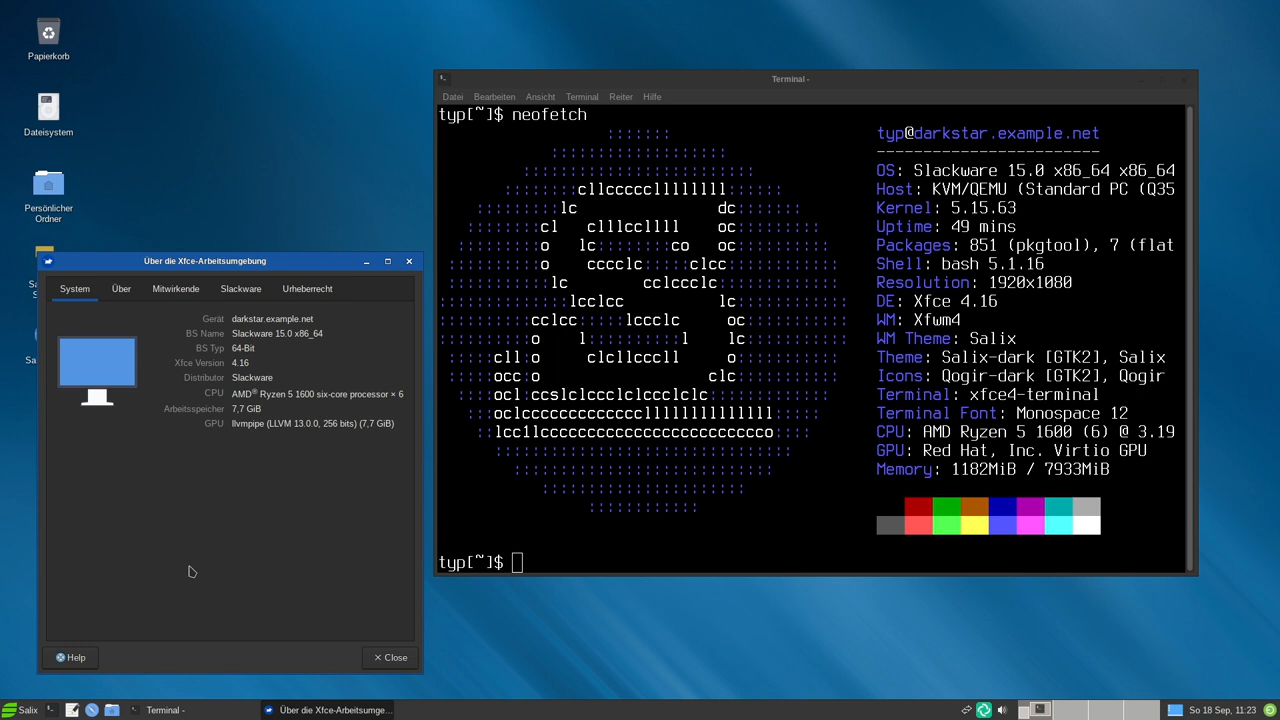 Papierkorb
Dateisystem
Persönlicher
Ordner
Terminal -
Datei Bearbeiten Ansicht Terminal Reiter Hilfe
typ[~]$ neofetch
typ@darkstar.example.net
------------------------
OS: Slackware 15.0 x86_64 x86_64
Host: KVM/QEMU (Standard PC (Q35
Kernel: 5.15.63
Uptime: 49 mins
Packages: 851 (pkgtool), 7 (flat
Shell: bash 5.1.16
Resolution: 1920x1080
DE: Xfce 4.16
WM: Xfwm4
WM Theme: Salix
Theme: Salix-dark [GTK2], Salix
Icons: Qogir-dark [GTK2], Qogir
Terminal: xfce4-terminal
Terminal Font: Monospace 12
CPU: AMD Ryzen 5 1600 (6) @ 3.19
GPU: Red Hat, Inc. Virtio GPU
Memory: 1182MiB / 7933MiB
typ[~]$
Über die Xfce-Arbeitsumgebung
System Über Mitwirkende Slackware Urheberrecht
Gerät darkstar.example.net
BS Name Slackware 15.0 x86_64
BS Typ 64-Bit
Xfce Version 4.16
Distributor Slackware
CPU AMD® Ryzen 5 1600 six-core processor × 6
Arbeitsspeicher 7,7 GiB
GPU llvmpipe (LLVM 13.0.0, 256 bits) (7,7 GiB)
Help Close
Salix Terminal - Über die Xfce-Arbeitsumge... So 18 Sep, 11:23